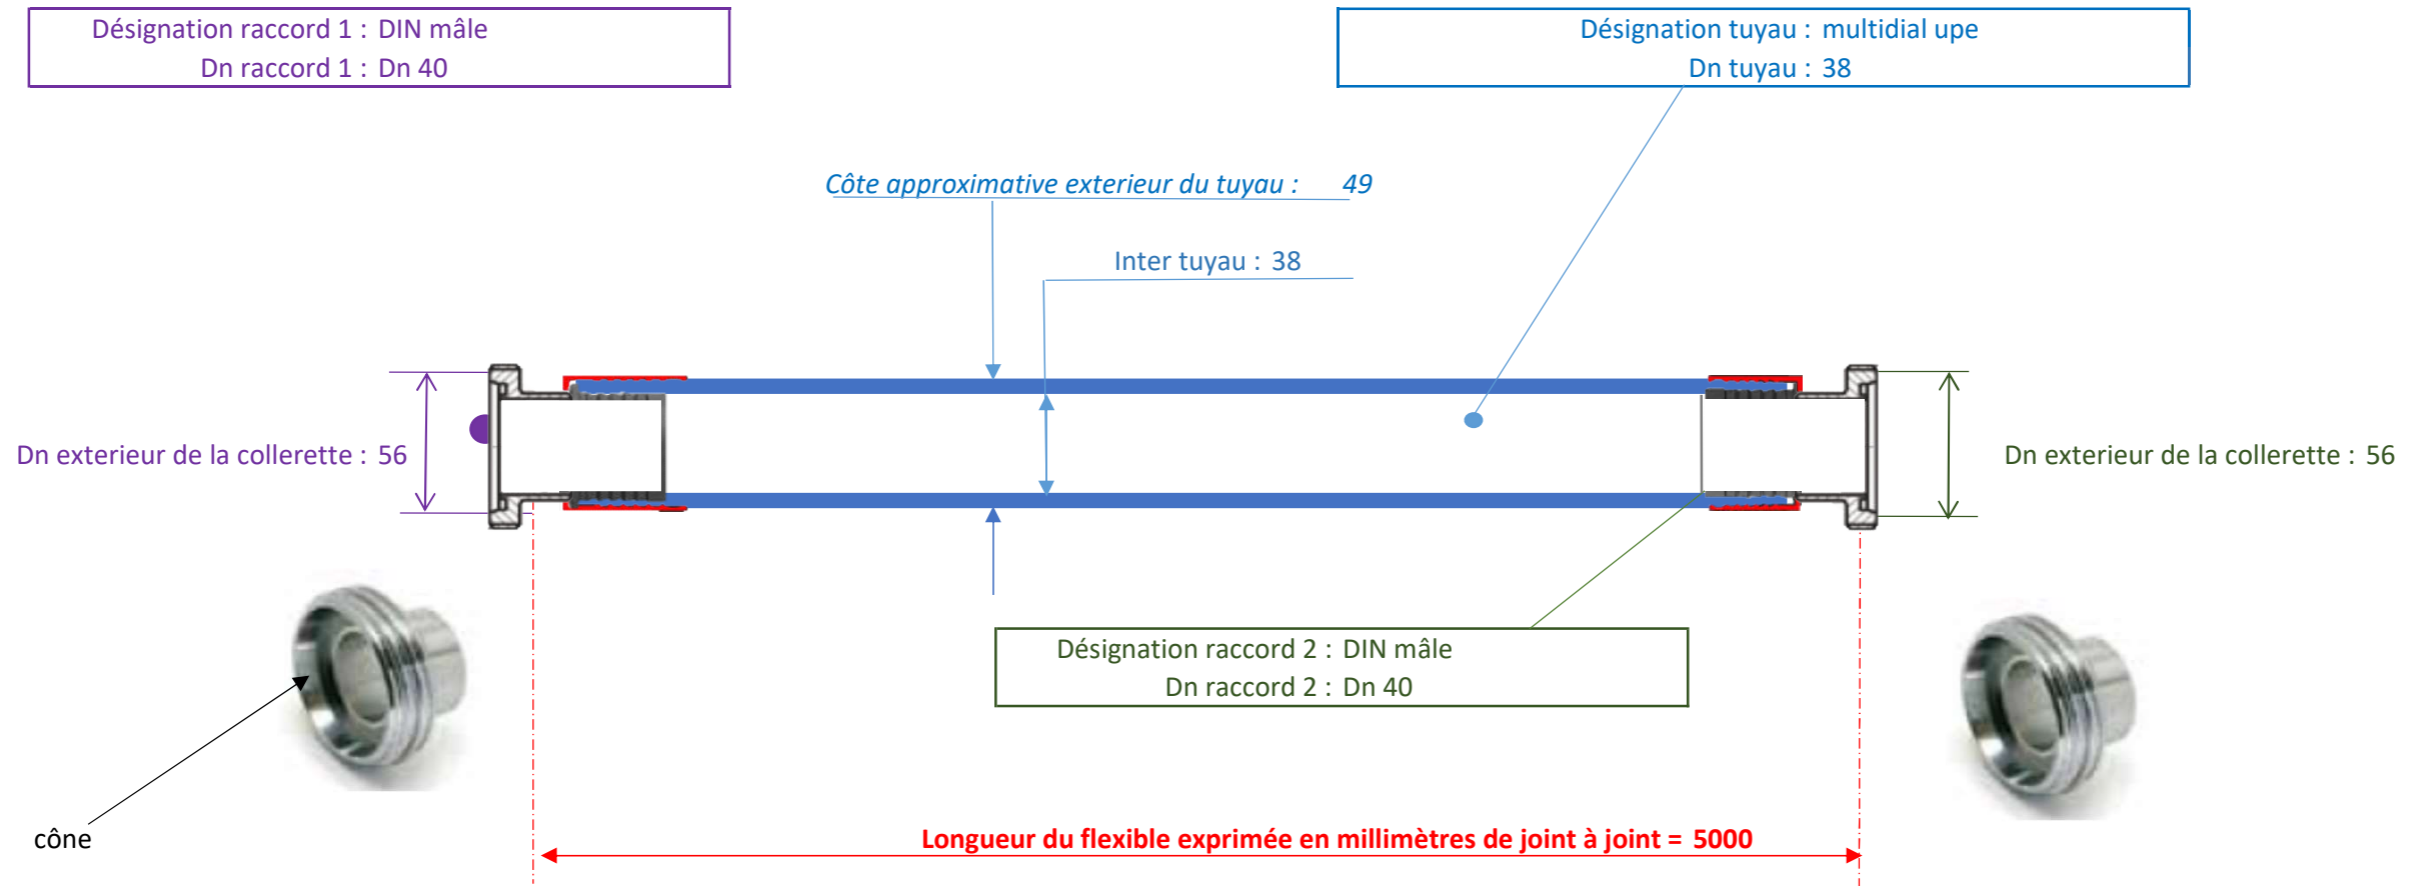 Désignation raccord 1 : DIN mâle
Dn raccord 1 : Dn 40
Désignation tuyau : multidial upe
Dn tuyau : 38
Côte approximative exterieur du tuyau : 49
Inter tuyau : 38
Dn exterieur de la collerette : 56
Dn exterieur de la collerette : 56
Désignation raccord 2 : DIN mâle
Dn raccord 2 : Dn 40
cône
Longueur du flexible exprimée en millimètres de joint à joint = 5000